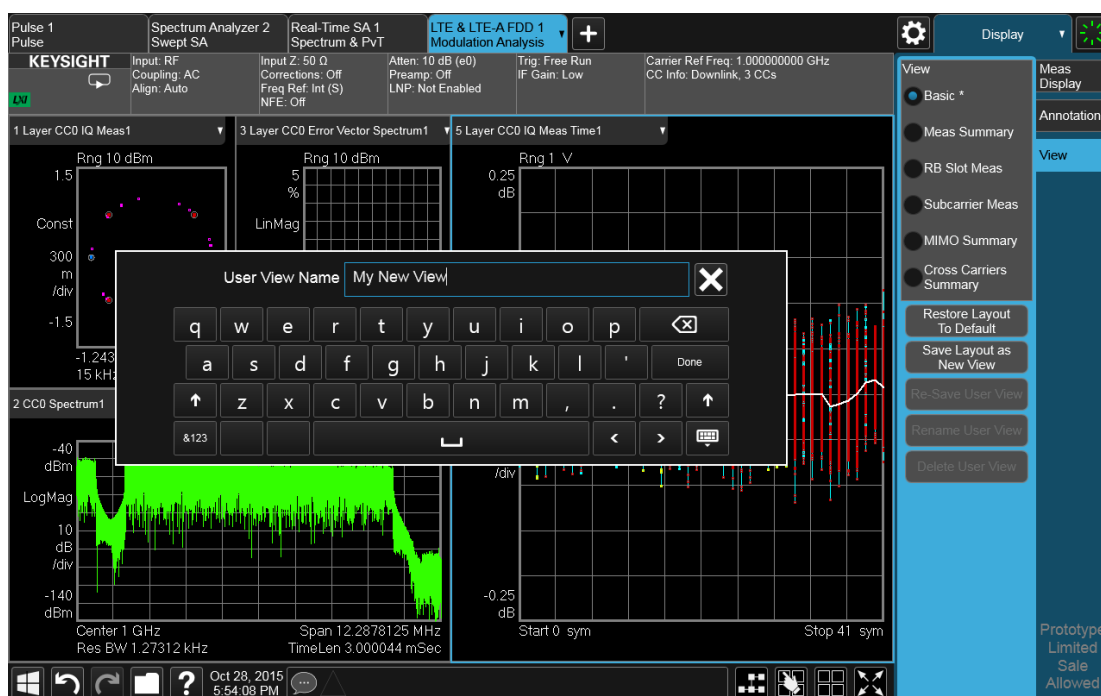 Pulse 1
Pulse
Spectrum Analyzer 2
Swept SA
Real-Time SA 1
Spectrum & PvT
LTE & LTE-A FDD 1
Modulation Analysis
Display
KEYSIGHT
LXI
Input: RF
Coupling: AC
Align: Auto
Input Z: 50 Ω
Corrections: Off
Freq Ref: Int (S)
NFE: Off
Atten: 10 dB (e0)
Preamp: Off
LNP: Not Enabled
Trig: Free Run
IF Gain: Low
Carrier Ref Freq: 1.000000000 GHz
CC Info: Downlink, 3 CCs
View
Basic *
Meas Summary
RB Slot Meas
Subcarrier Meas
MIMO Summary
Cross Carriers
Summary
Restore Layout
To Default
Save Layout as
New View
Re-Save User View
Rename User View
Delete User View
Meas
Display
Annotation
View
Prototype
Limited
Sale
Allowed
1 Layer CC0 IQ Meas1
Rng 10 dBm
1.5
Const
300
m
/div
-1.5
-1.243
15 kHz
3 Layer CC0 Error Vector Spectrum1
Rng 10 dBm
5
%
LinMag
5 Layer CC0 IQ Meas Time1
Rng 1 V
0.25
dB
/div
-0.25
dB
Start 0 sym
Stop 41 sym
User View Name
My New View
q w e r t y u i o p
a s d f g h j k l ' Done
z x c v b n m , . ?
&123 < >
2 CC0 Spectrum1
-40
dBm
LogMag
10
dB
/div
-140
dBm
Center 1 GHz
Span 12.2878125 MHz
Res BW 1.27312 kHz
TimeLen 3.000044 mSec
?
Oct 28, 2015
5:54:08 PM